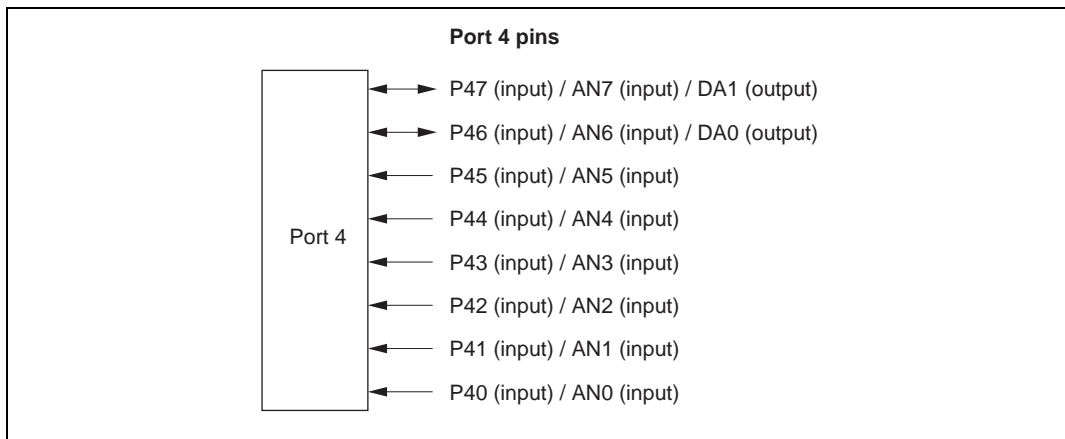 Port 4 pins
P47 (input) / AN7 (input) / DA1 (output)
P46 (input) / AN6 (input) / DA0 (output)
P45 (input) / AN5 (input)
P44 (input) / AN4 (input)
Port 4
P43 (input) / AN3 (input)
P42 (input) / AN2 (input)
P41 (input) / AN1 (input)
P40 (input) / AN0 (input)